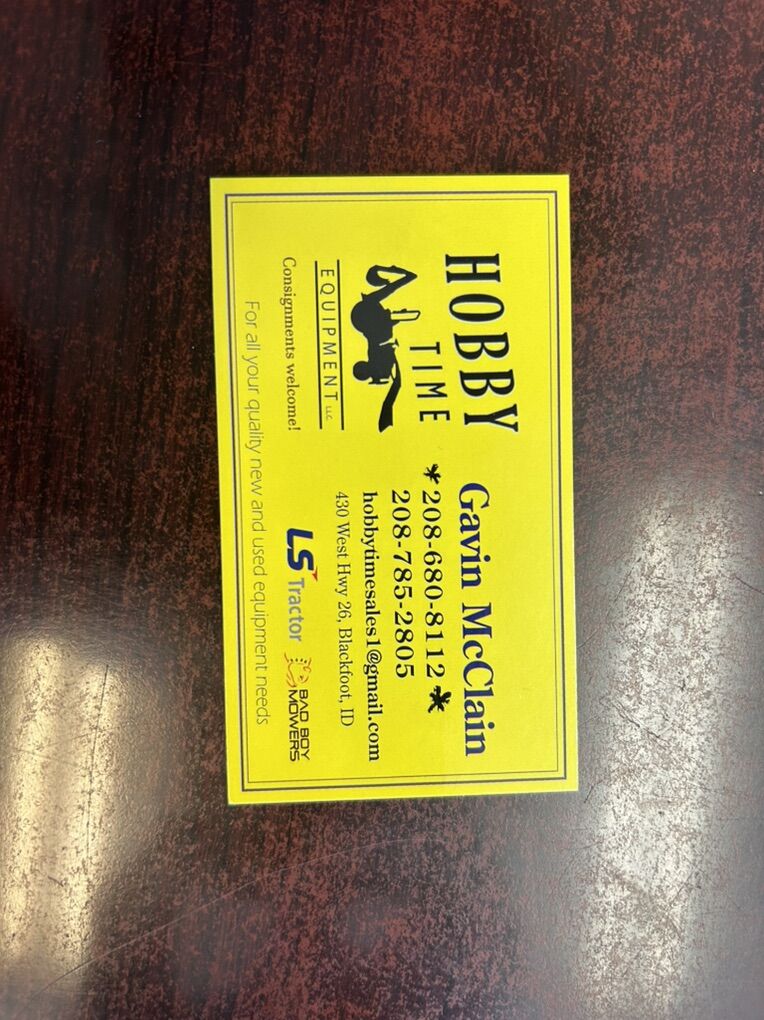 HOBBY
TIME
EQUIPMENT LLC
Consignments welcome!
Gavin McClain
*208-680-8112*
208-785-2805
hobbytimesales1@gmail.com
430 West Hwy 26, Blackfoot, ID
LS Tractor
BAD BOY
MOWERS
For all your quality new and used equipment needs